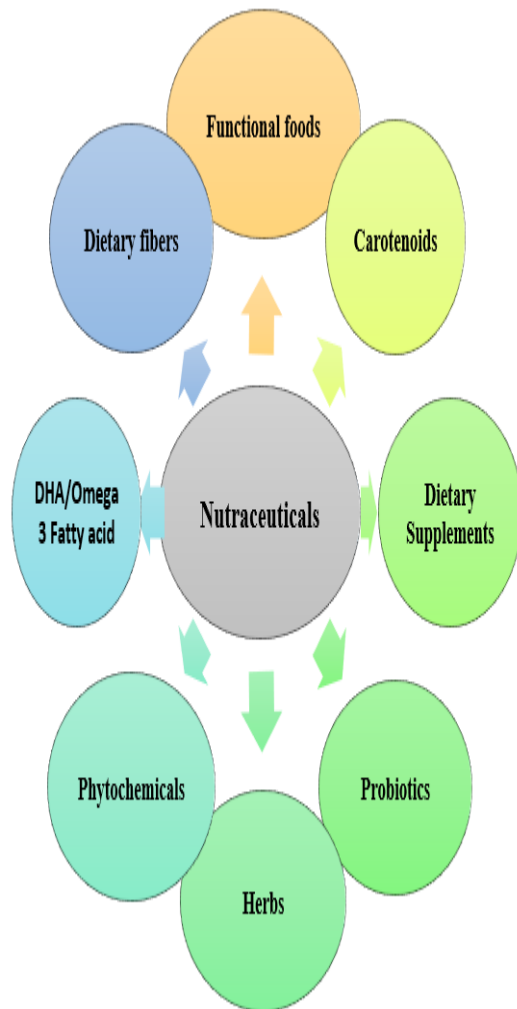 Functional foods
Dietary fibers
Carotenoids
DHA/Omega
3 Fatty acid
Nutraceuticals
Dietary
Supplements
Phytochemicals
Probiotics
Herbs